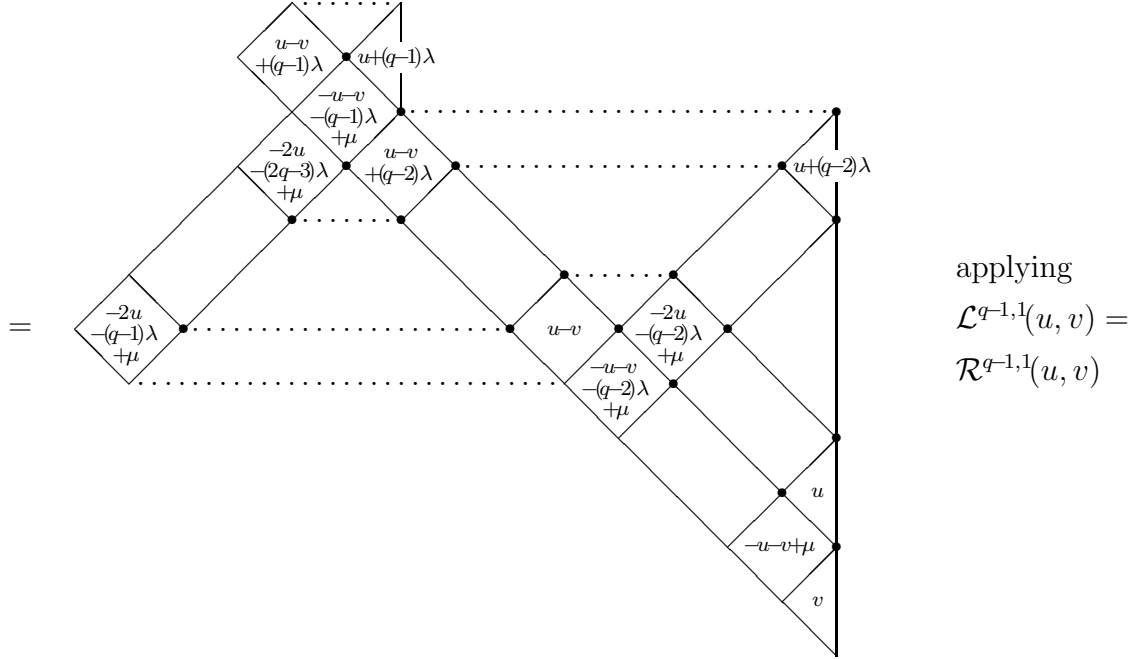 u−v
+(q−1)λ
u+(q−1)λ
−u−v
−(q−1)λ
+μ
−2u
−(2q−3)λ
+μ
u−v
+(q−2)λ
u+(q−2)λ
=
−2u
−(q−1)λ
+μ
u−v
−2u
−(q−2)λ
+μ
−u−v
−(q−2)λ
+μ
u
−u−v+μ
v
applying
𝓛^{q−1,1}(u, v) =
𝓡^{q−1,1}(u, v)